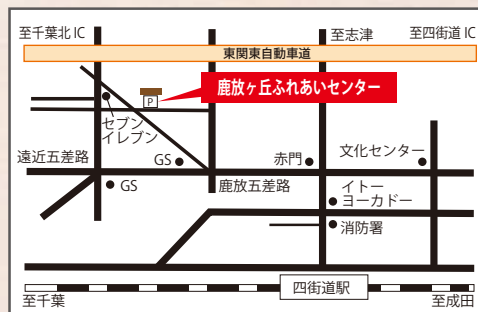 至千葉北IC
至志津
至四街道IC
東関東自動車道
鹿放ヶ丘ふれあいセンター
P
セブン
イレブン
遠近五差路
GS
赤門
文化センター
GS
鹿放五差路
イトー
ヨーカドー
消防署
四街道駅
至千葉
至成田